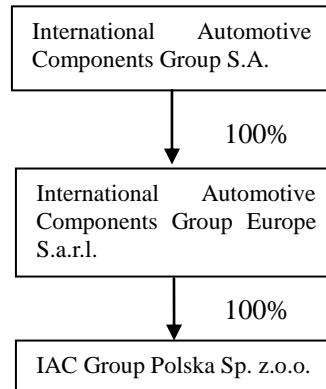 International Automotive
Components Group S.A.
100%
International Automotive
Components Group Europe
S.a.r.l.
100%
IAC Group Polska Sp. z.o.o.